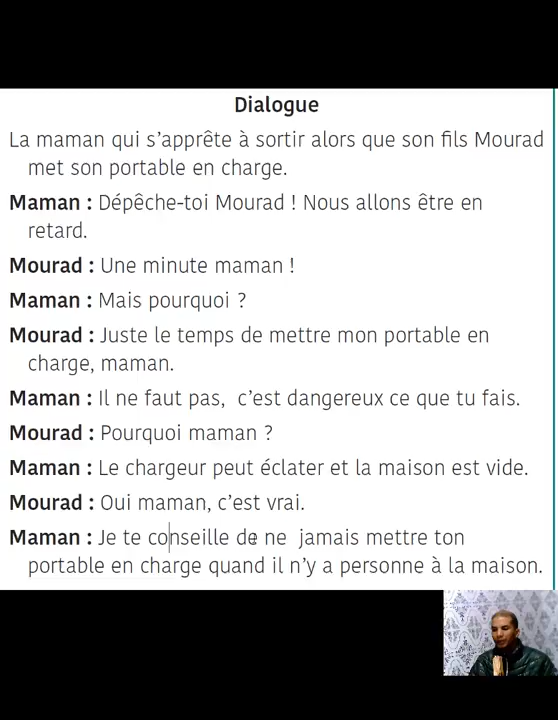 Dialogue
La maman qui s’apprête à sortir alors que son fils Mourad
met son portable en charge.
Maman : Dépêche-toi Mourad ! Nous allons être en
retard.
Mourad : Une minute maman !
Maman : Mais pourquoi ?
Mourad : Juste le temps de mettre mon portable en
charge, maman.
Maman : Il ne faut pas,  c’est dangereux ce que tu fais.
Mourad : Pourquoi maman ?
Maman : Le chargeur peut éclater et la maison est vide.
Mourad : Oui maman, c’est vrai.
Maman : Je te conseille de ne  jamais mettre ton
portable en charge quand il n’y a personne à la maison.